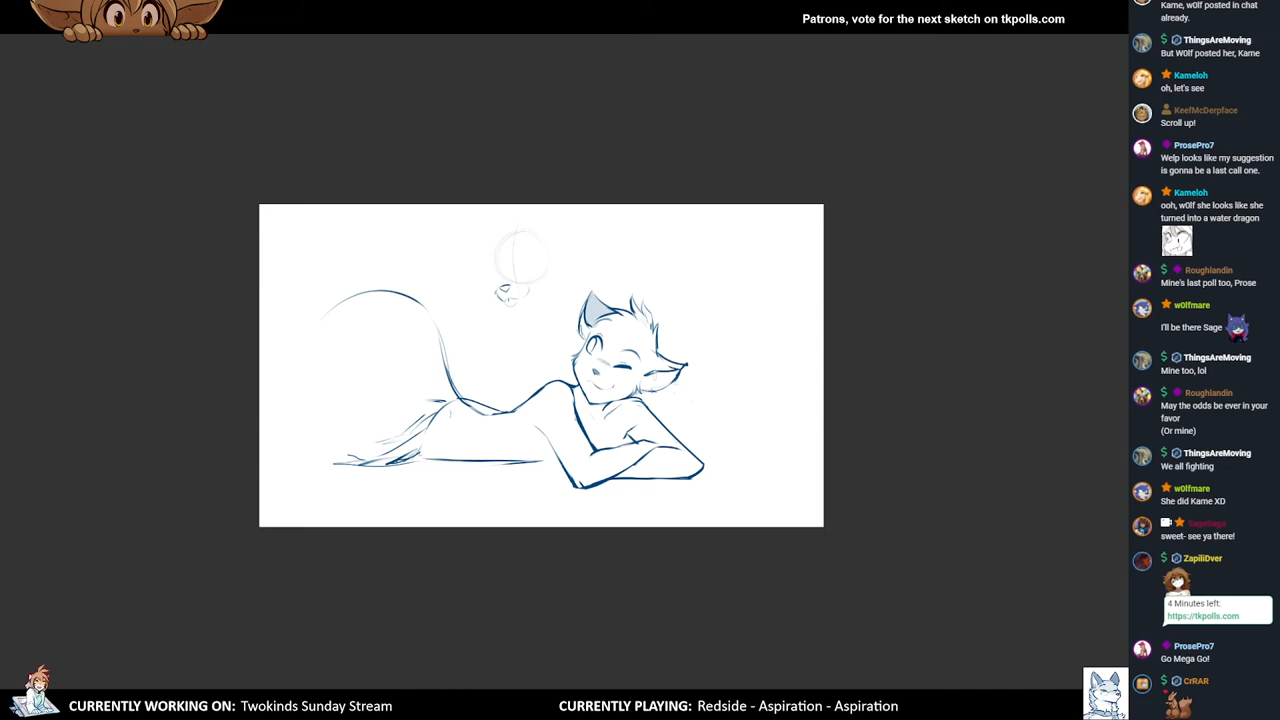 Patrons, vote for the next sketch on tkpolls.com
Kame, w0lf posted in chat
already.
ThingsAreMoving
But W0lf posted her, Kame
Kameloh
oh, let's see
KeefMcDerpface
Scroll up!
ProsePro7
Welp looks like my suggestion
is gonna be a last call one.
Kameloh
ooh, w0lf she looks like she
turned into a water dragon
Roughlandin
Mine's last poll too, Prose
w0lfmare
I'll be there Sage
ThingsAreMoving
Mine too, lol
Roughlandin
May the odds be ever in your
favor
(Or mine)
ThingsAreMoving
We all fighting
w0lfmare
She did Kame XD
sweet- see ya there!
ZapiliDver
4 Minutes left:
https://tkpolls.com
ProsePro7
Go Mega Go!
CrRAR
CURRENTLY WORKING ON: Twokinds Sunday Stream
CURRENTLY PLAYING: Redside - Aspiration - Aspiration